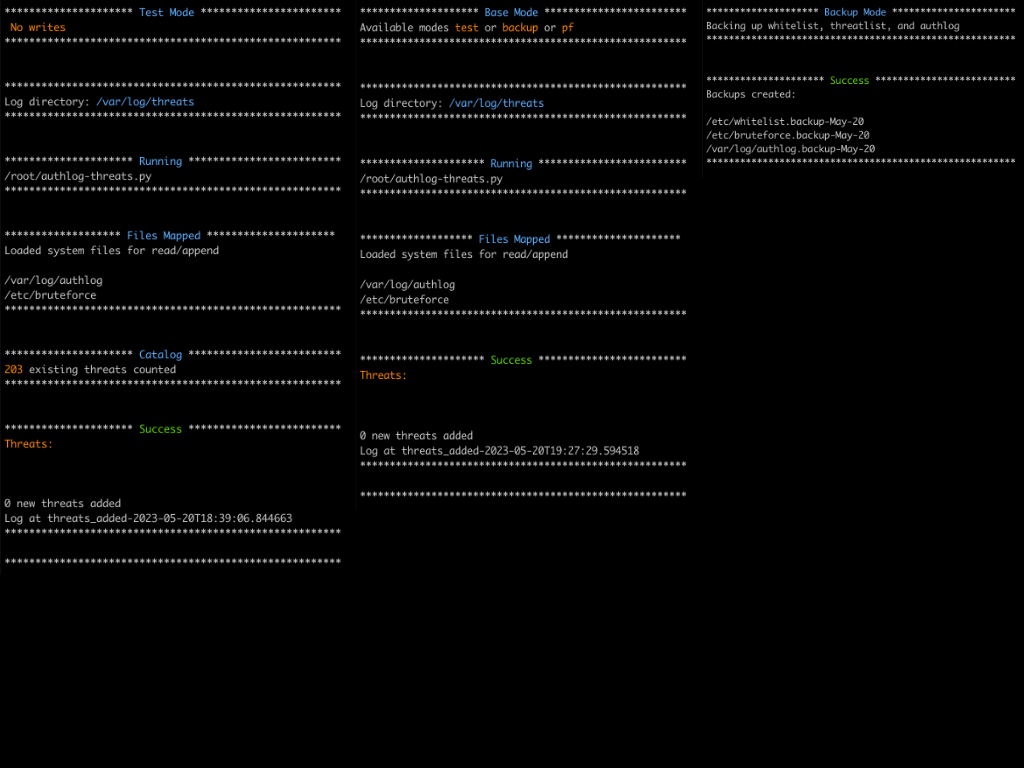 ********************* Test Mode ***********************
No writes
*******************************************************
*******************************************************
Log directory: /var/log/threats
*******************************************************
********************* Running *************************
/root/authlog-threats.py
*******************************************************
******************* Files Mapped *********************
Loaded system files for read/append
/var/log/authlog
/etc/bruteforce
*******************************************************
********************* Catalog *************************
203 existing threats counted
*******************************************************
********************* Success *************************
Threats:
0 new threats added
Log at threats_added-2023-05-20T18:39:06.844663
*******************************************************
*******************************************************
******************** Base Mode ************************
Available modes test or backup or pf
*******************************************************
*******************************************************
Log directory: /var/log/threats
*******************************************************
********************* Running *************************
/root/authlog-threats.py
*******************************************************
******************* Files Mapped *********************
Loaded system files for read/append
/var/log/authlog
/etc/bruteforce
*******************************************************
********************* Success *************************
Threats:
0 new threats added
Log at threats_added-2023-05-20T19:27:29.594518
*******************************************************
*******************************************************
******************** Backup Mode **********************
Backing up whitelist, threatlist, and authlog
*******************************************************
********************* Success *************************
Backups created:
/etc/whitelist.backup-May-20
/etc/bruteforce.backup-May-20
/var/log/authlog.backup-May-20
*******************************************************